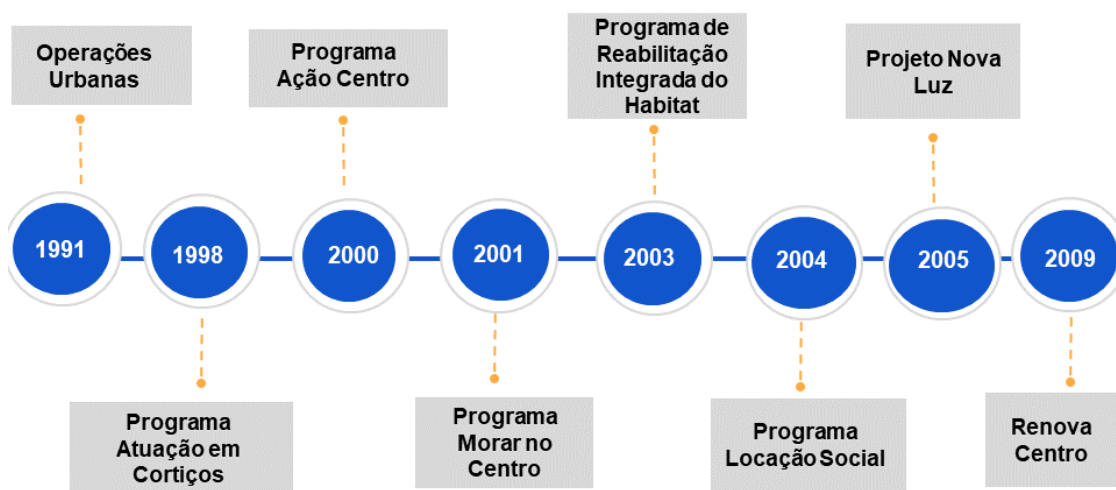 Operações
Urbanas
Programa
Ação Centro
Programa de
Reabilitação
Integrada do
Habitat
Projeto Nova
Luz
1991
1998
2000
2001
2003
2004
2005
2009
Programa
Atuação em
Cortiços
Programa
Morar no
Centro
Programa
Locação Social
Renova
Centro